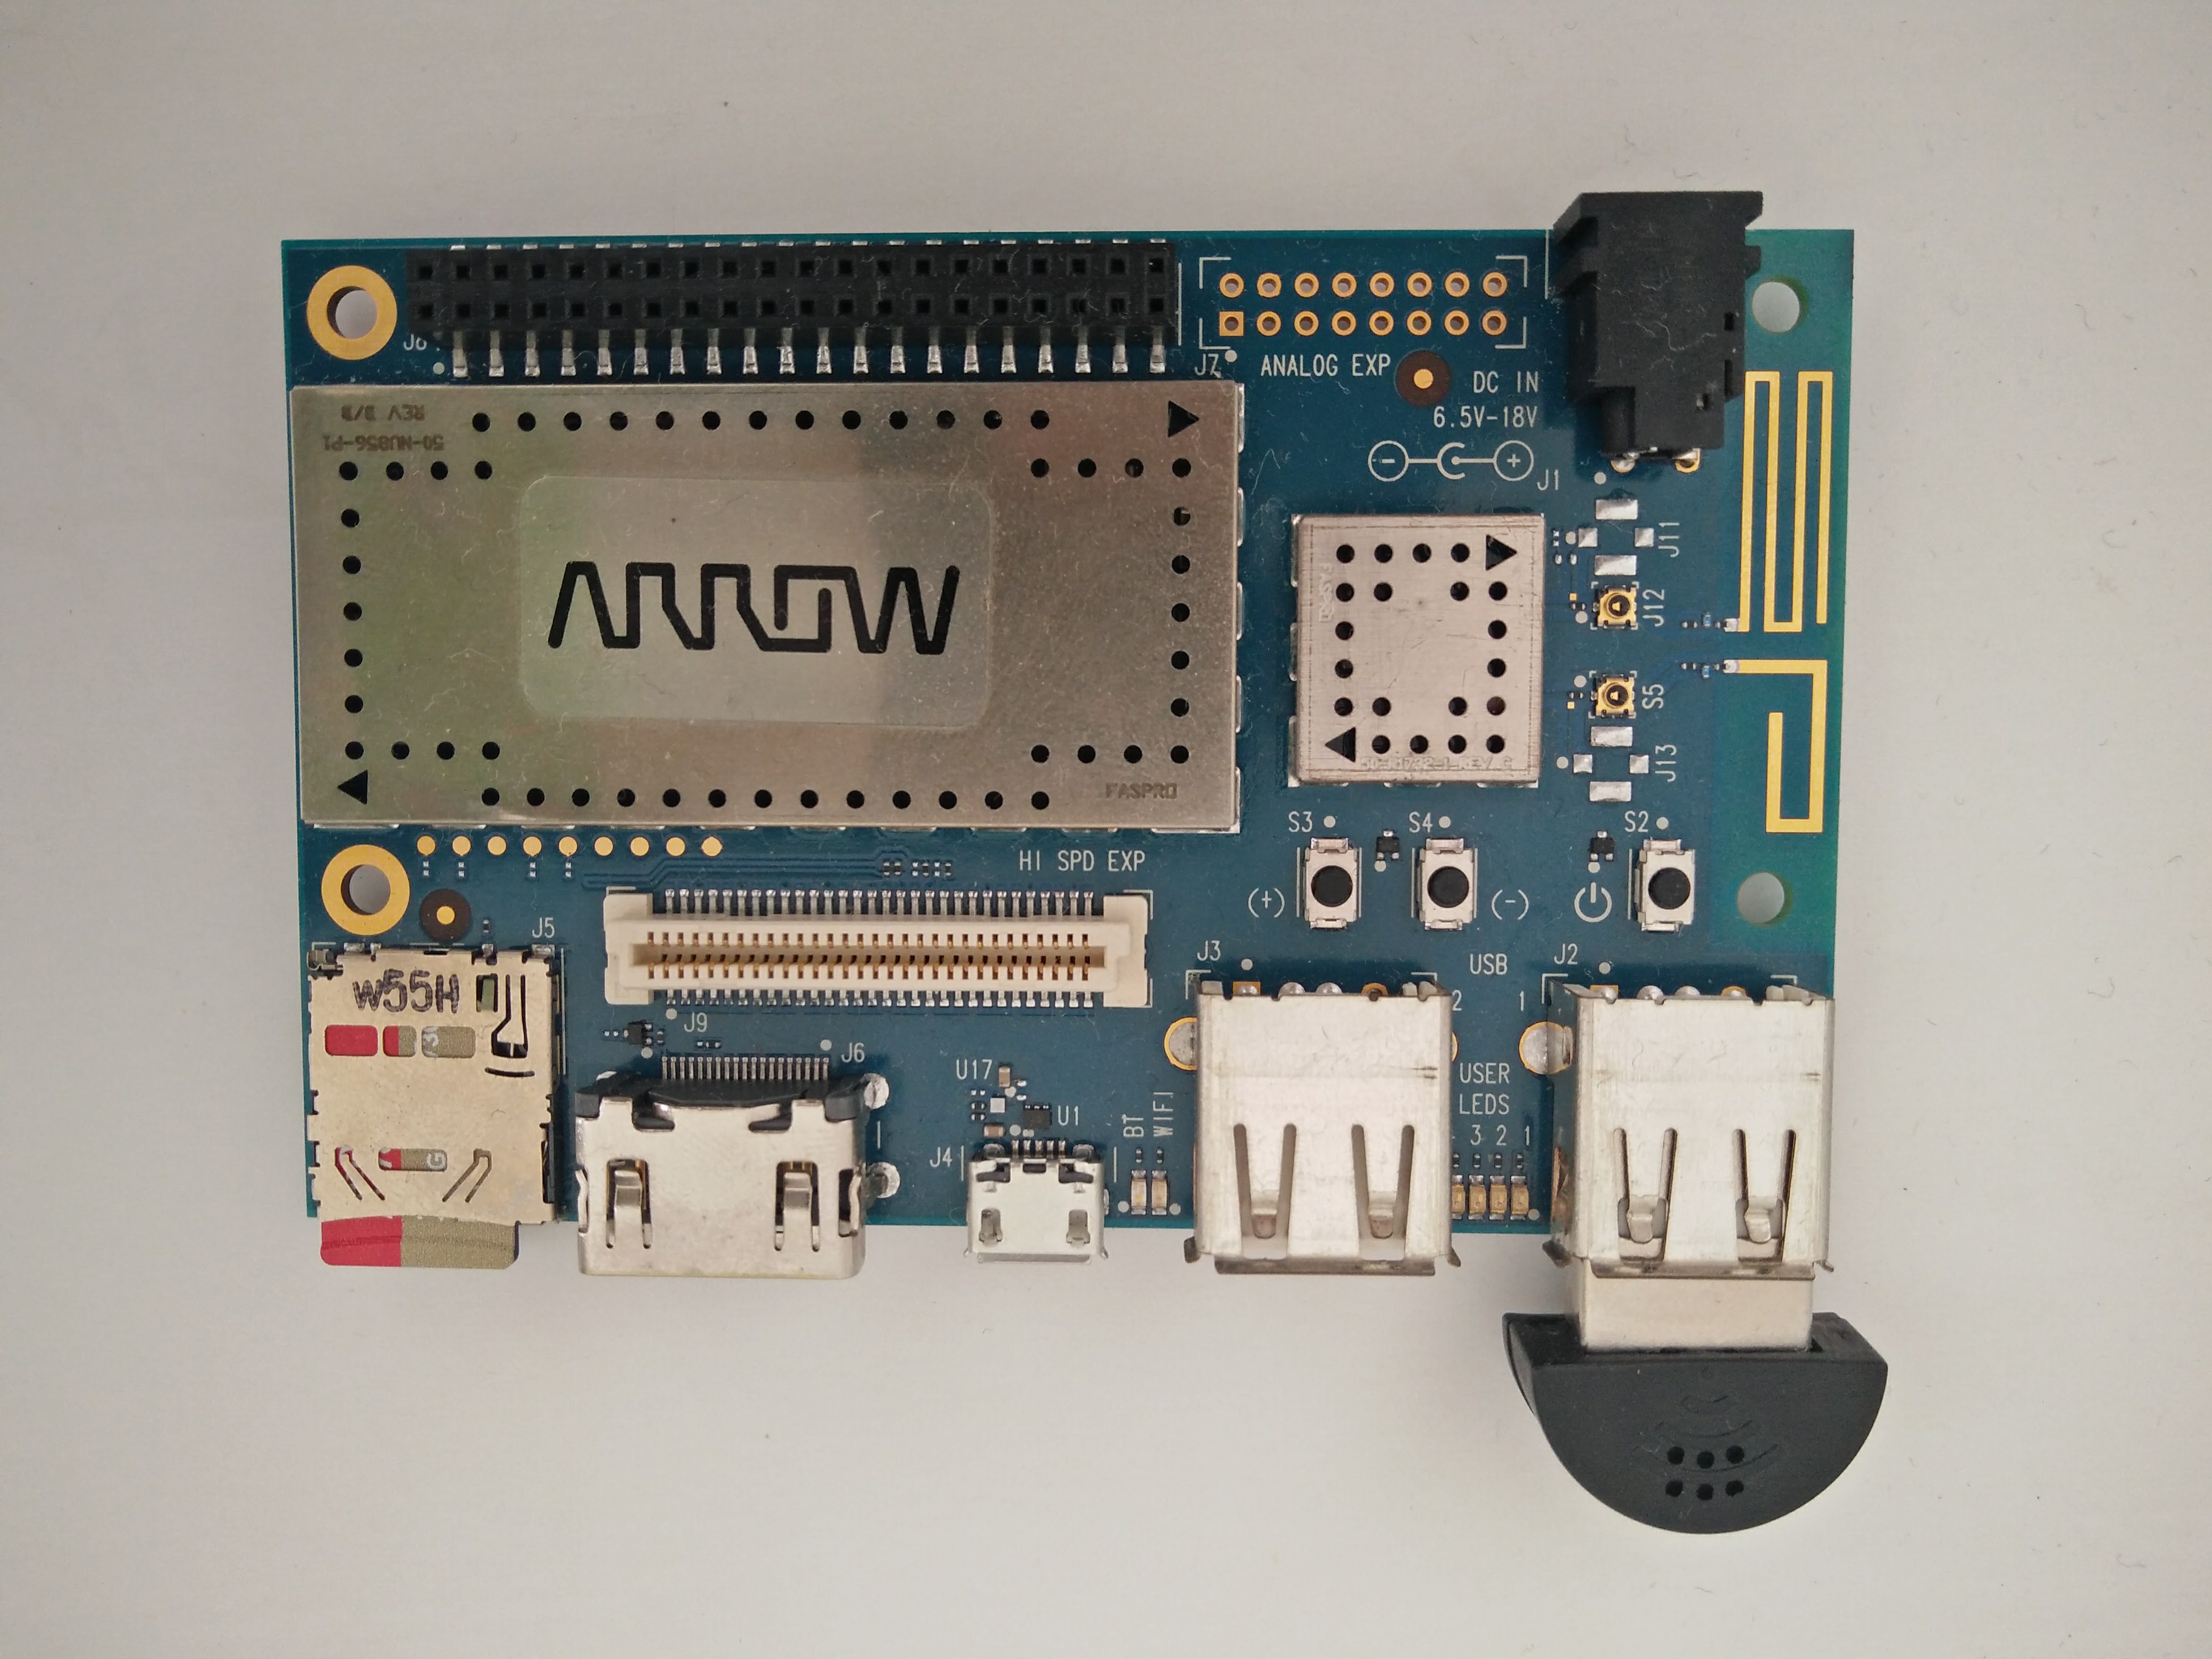 J8
J7
ANALOG EXP
DC IN
6.5V-18V
- +
J1
REV B/B
50-NU856-P1
ARROW
J11
J12
S5
J13
FASPRO
S3
S4
S2
(+)
(-)
HI SPD EXP
J5
W55H
J9
J6
J3
USB
J2
2
1
U17
U1
J4
BT
WIFI
USER
LEDS
3 2 1
G